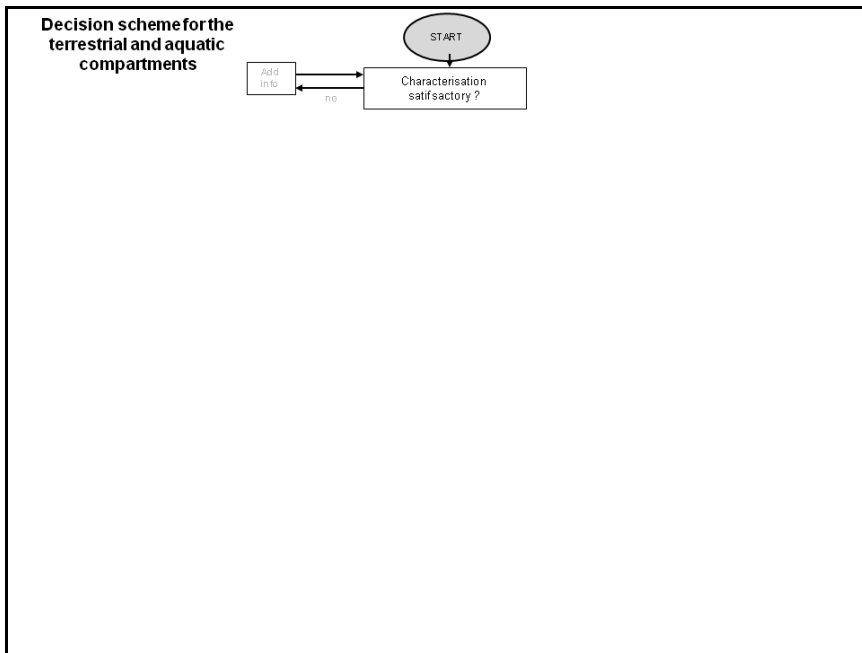 Decision scheme for the
terrestrial and aquatic
compartments
START
Add
info
Characterisation
satifsactory ?
no